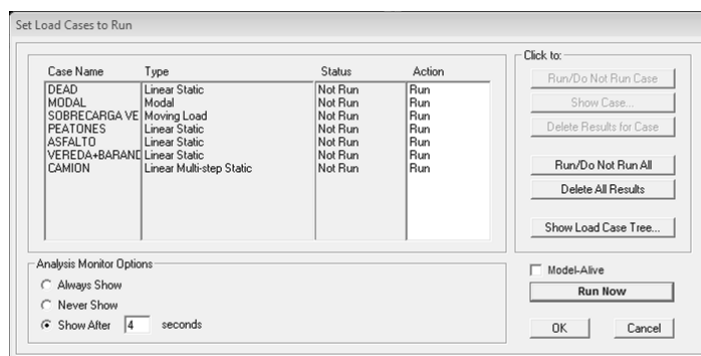 Set Load Cases to Run
Case Name Type Status Action
DEAD Linear Static Not Run Run
MODAL Modal Not Run Run
SOBRECARGA VE Moving Load Not Run Run
PEATONES Linear Static Not Run Run
ASFALTO Linear Static Not Run Run
VEREDA+BARAND Linear Static Not Run Run
CAMION Linear Multi-step Static Not Run Run
Click to:
Run/Do Not Run Case
Show Case...
Delete Results for Case
Run/Do Not Run All
Delete All Results
Show Load Case Tree...
Analysis Monitor Options
Always Show
Never Show
Show After 4 seconds
Model-Alive
Run Now
OK Cancel